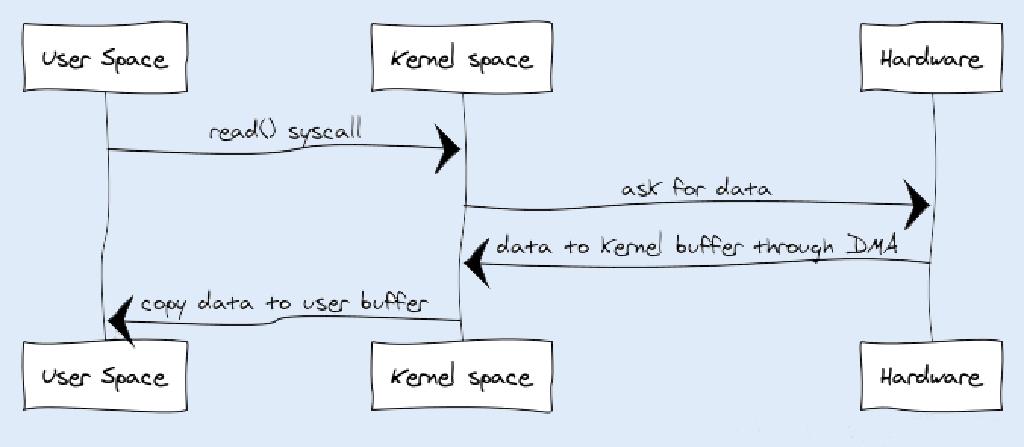 User Space
Kernel space
Hardware
read() syscall
ask for data
data to kernel buffer through DMA
copy data to user buffer
User Space
Kernel space
Hardware